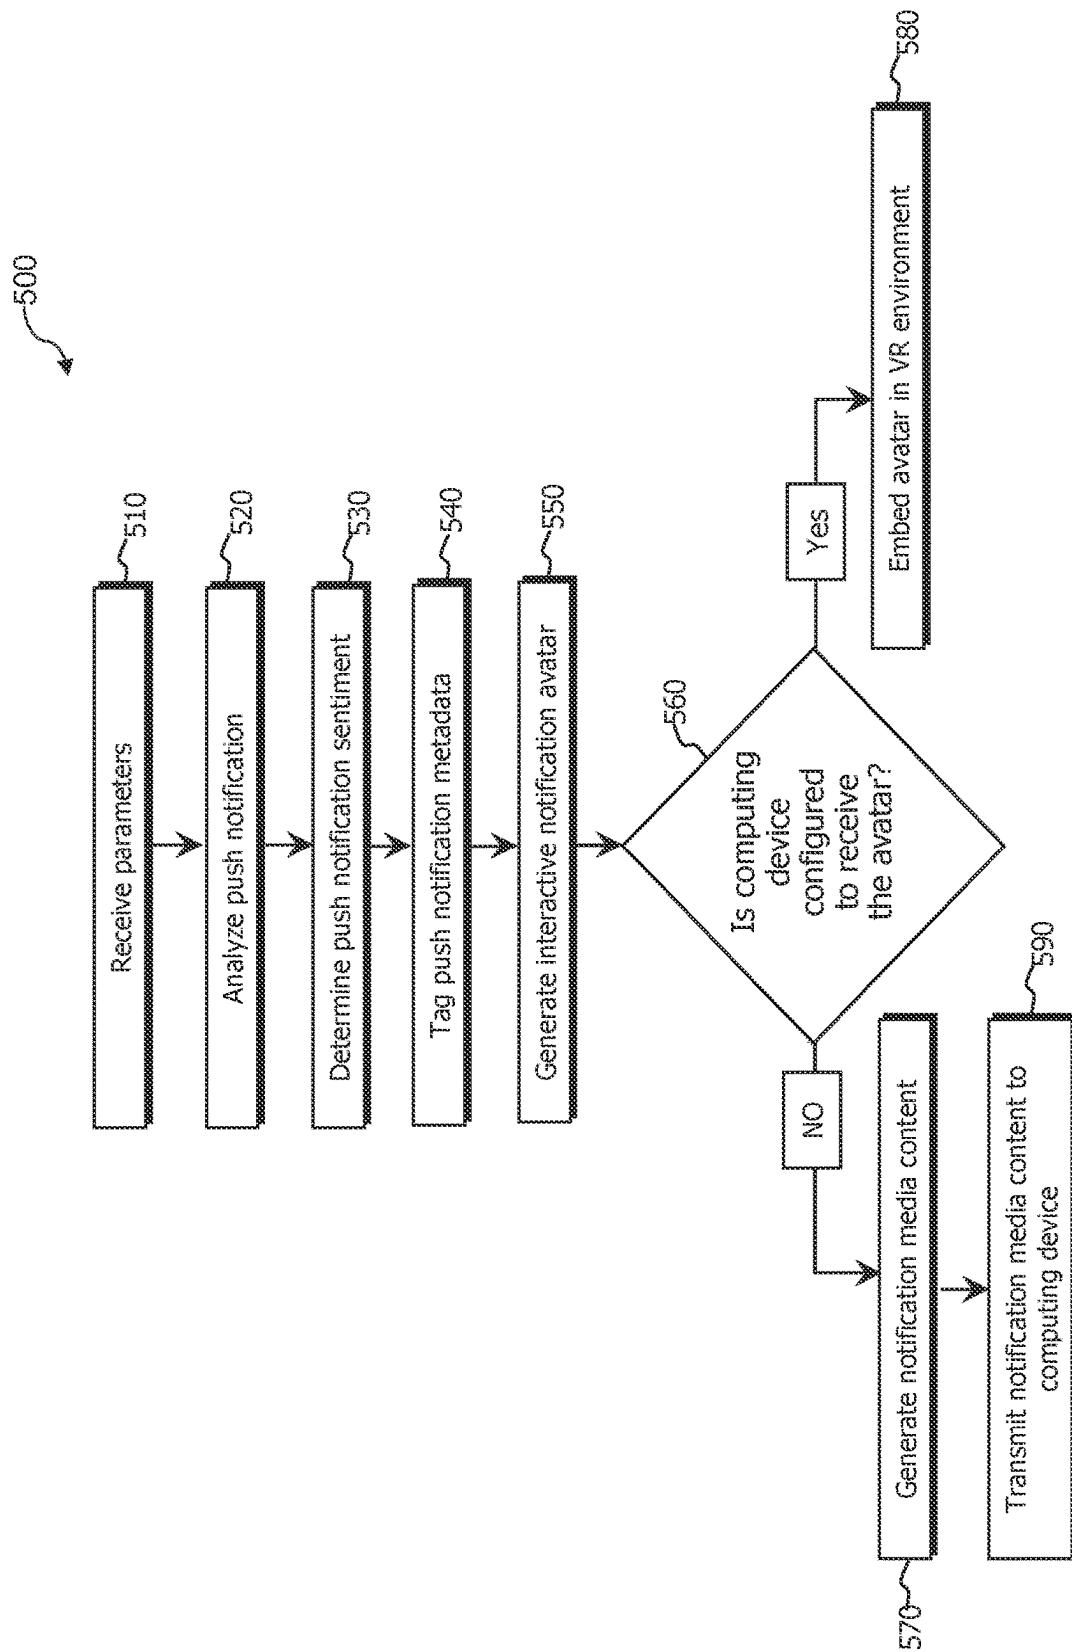 500
Receive parameters
510
Analyze push notification
520
Determine push notification sentiment
530
Tag push notification metadata
540
Generate interactive notification avatar
550
560
Is computing
device
configured
to receive
the avatar?
NO
Yes
570
Generate notification media content
Embed avatar in VR environment
580
Transmit notification media content to
computing device
590